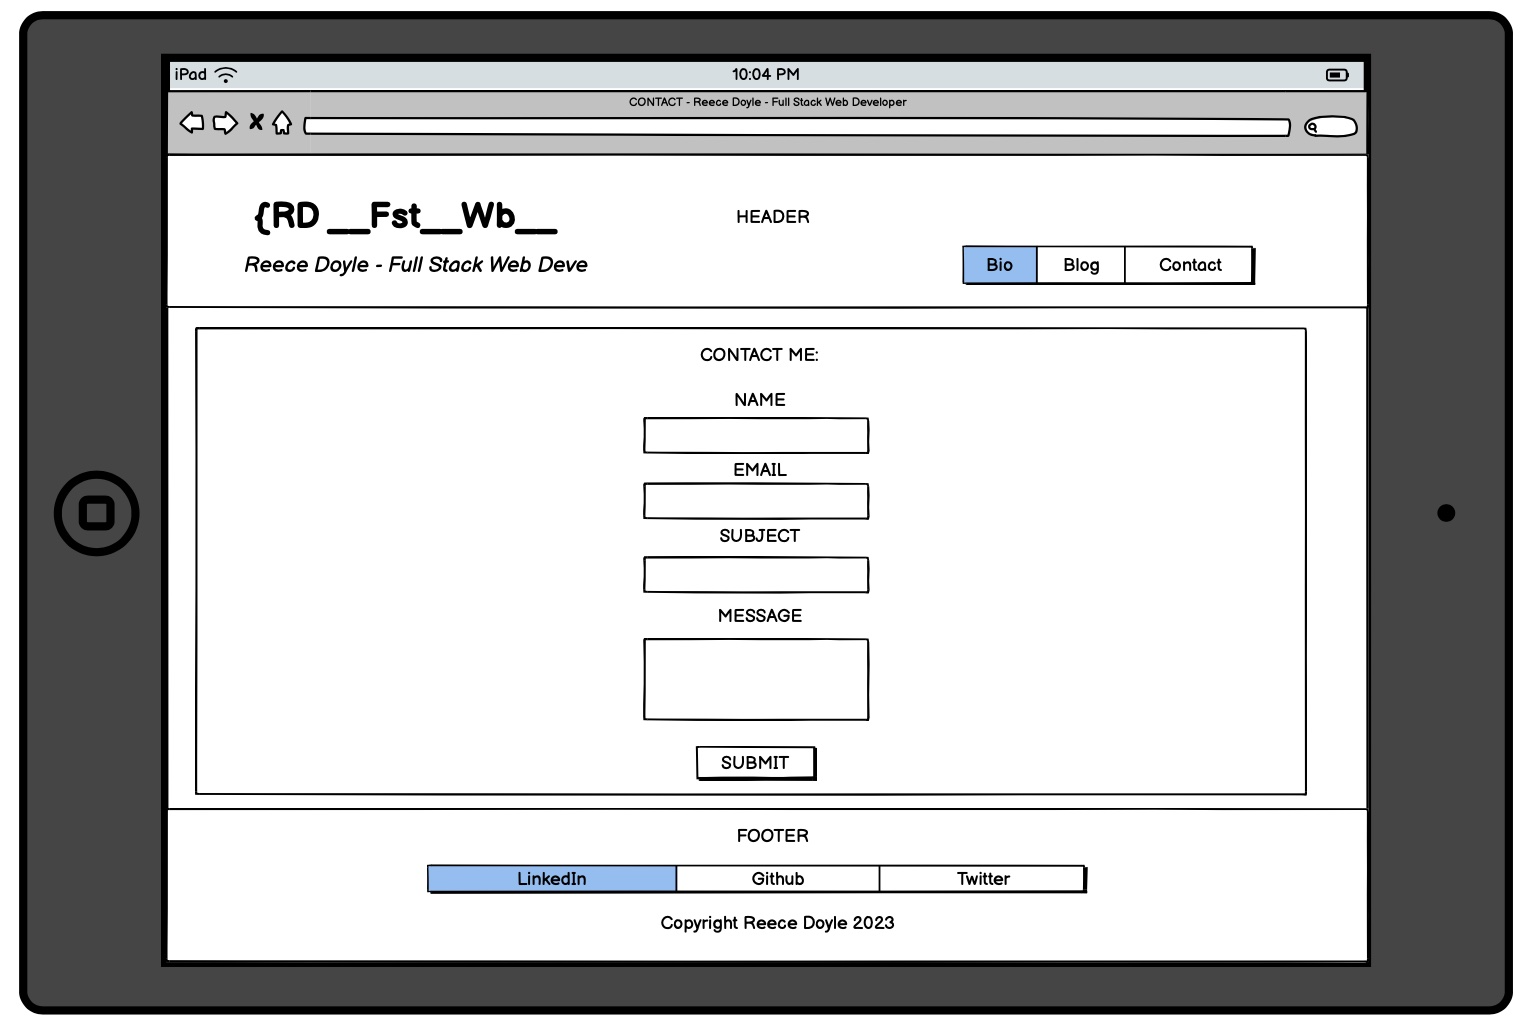 iPad 10:04 PM
CONTACT - Reece Doyle - Full Stack Web Developer
{RD __Fst__Wb__
HEADER
Reece Doyle - Full Stack Web Deve
Bio Blog Contact
CONTACT ME:
NAME
EMAIL
SUBJECT
MESSAGE
SUBMIT
FOOTER
LinkedIn Github Twitter
Copyright Reece Doyle 2023